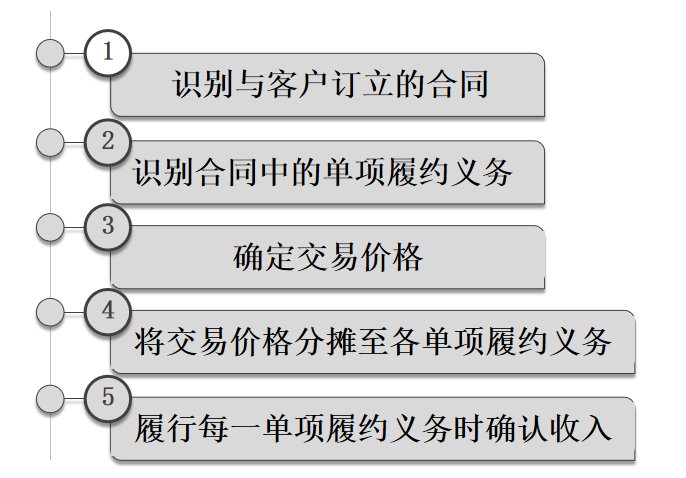 1
识别与客户订立的合同
2
识别合同中的单项履约义务
3
确定交易价格
4
将交易价格分摊至各单项履约义务
5
履行每一单项履约义务时确认收入